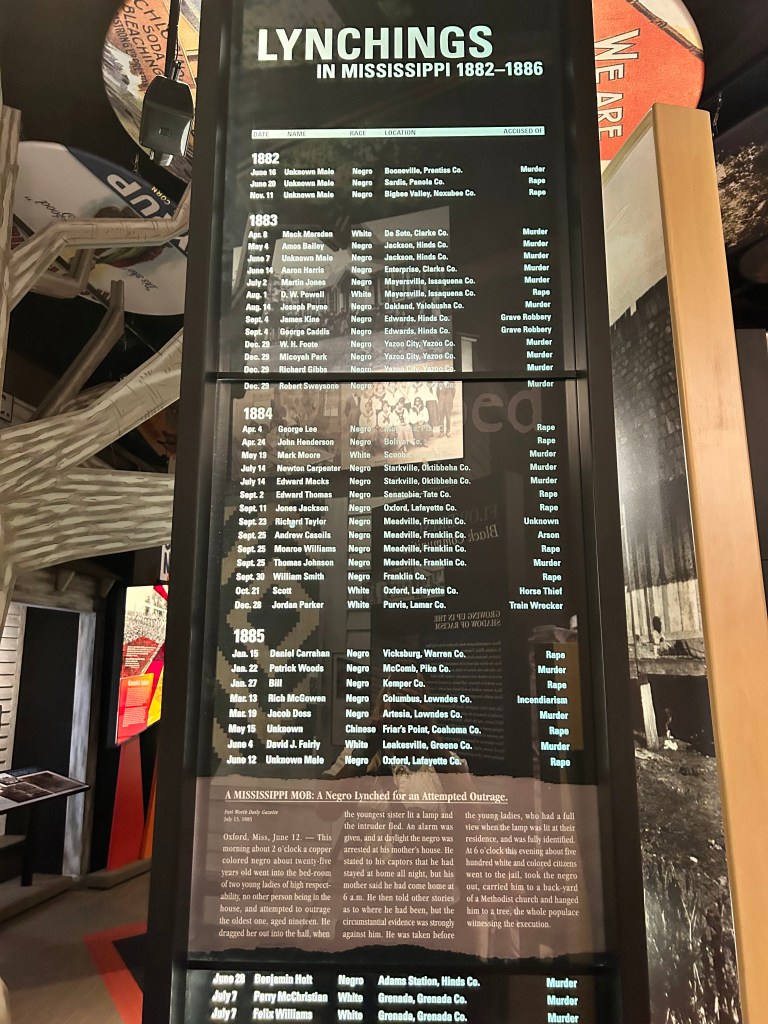 LYNCHINGS
IN MISSISSIPPI 1882–1886
DATE NAME RACE LOCATION ACCUSED OF
1882
June 16 Unknown Male Negro Booneville, Prentiss Co. Murder
June 20 Unknown Male Negro Sardis, Panola Co. Rape
Nov. 11 Unknown Male Negro Bigbee Valley, Noxubee Co. Rape
1883
Apr. 8 Mack Marsden White De Soto, Clarke Co. Murder
May 4 Amos Bailey Negro Jackson, Hinds Co. Murder
June 7 Unknown Male Negro Jackson, Hinds Co. Murder
June 14 Aaron Harris Negro Enterprise, Clarke Co. Murder
July 2 Martin Jones Negro Mayersville, Issaquena Co. Murder
Aug. 1 D. W. Powell White Mayersville, Issaquena Co. Rape
Aug. 14 Joseph Payne Negro Oakland, Yalobusha Co. Murder
Sept. 4 James Kine Negro Edwards, Hinds Co. Grave Robbery
Sept. 4 George Caddis Negro Edwards, Hinds Co. Grave Robbery
Dec. 29 W. H. Foote Negro Yazoo City, Yazoo Co. Murder
Dec. 29 Micoyah Park Negro Yazoo City, Yazoo Co. Murder
Dec. 29 Richard Gibbs Negro Yazoo City, Yazoo Co. Murder
Dec. 29 Robert Swaysone Negro Yazoo City, Yazoo Co. Murder
1884
Apr. 4 George Lee Negro Rape
Apr. 24 John Henderson Negro Bolivar Co. Rape
May 19 Mark Moore White Murder
July 14 Newton Carpenter Negro Starkville, Oktibbeha Co. Murder
July 14 Edward Macks Negro Starkville, Oktibbeha Co. Murder
Sept. 2 Edward Thomas Negro Senatobia, Tate Co. Rape
Sept. 11 Jones Jackson Negro Oxford, Lafayette Co. Rape
Sept. 23 Richard Taylor Negro Meadville, Franklin Co. Unknown
Sept. 25 Andrew Casoils Negro Meadville, Franklin Co. Arson
Sept. 25 Monroe Williams Negro Meadville, Franklin Co. Rape
Sept. 25 Thomas Johnson Negro Meadville, Franklin Co. Murder
Sept. 30 William Smith Negro Franklin Co. Rape
Oct. 21 Scott White Oxford, Lafayette Co. Horse Thief
Dec. 28 Jordan Parker White Purvis, Lamar Co. Train Wrecker
1885
Jan. 15 Daniel Carrahan Negro Vicksburg, Warren Co. Rape
Jan. 22 Patrick Woods Negro McComb, Pike Co. Murder
Jan. 27 Bill Negro Kemper Co. Rape
Mar. 13 Rich McGowen Negro Columbus, Lowndes Co. Incendiarism
Mar. 19 Jacob Doss Negro Artesia, Lowndes Co. Murder
May 15 Unknown Chinese Friar's Point, Coahoma Co. Rape
June 4 David J. Fairly White Leakesville, Greene Co. Murder
June 12 Unknown Male Negro Oxford, Lafayette Co. Rape
A MISSISSIPPI MOB: A Negro Lynched for an Attempted Outrage.
Fort Worth Daily Gazette
July 13, 1885
Oxford, Miss, June 12. — This
morning about 2 o'clock a copper
colored negro about twenty-five
years old went into the bed-room
of two young ladies of high respect-
ability, no other person being in the
house, and attempted to outrage
the oldest one, aged nineteen. He
dragged her out into the hall, when
the youngest sister lit a lamp and
the intruder fled. An alarm was
given, and at daylight the negro was
arrested at his mother's house. He
stated to his captors that he had
stayed at home all night, but his
mother said he had come home at
6 a.m. He then told other stories
as to where he had been, but the
circumstantial evidence was strongly
against him. He was taken before
the young ladies, who had a full
view when the lamp was lit at their
residence, and was fully identified.
At 6 o'clock this evening about five
hundred white and colored citizens
went to the jail, took the negro
out, carried him to a back-yard
of a Methodist church and hanged
him to a tree, the whole populace
witnessing the execution.
June 28 Benjamin Holt Negro Adams Station, Hinds Co. Murder
July 7 Perry McChristian White Grenada, Grenada Co. Murder
July 7 Felix Williams White Grenada, Grenada Co. Murder
WE ARE
SODA
BLEACHING
UP
CORN
GROWING UP IN THE
SHADOW OF RACISM